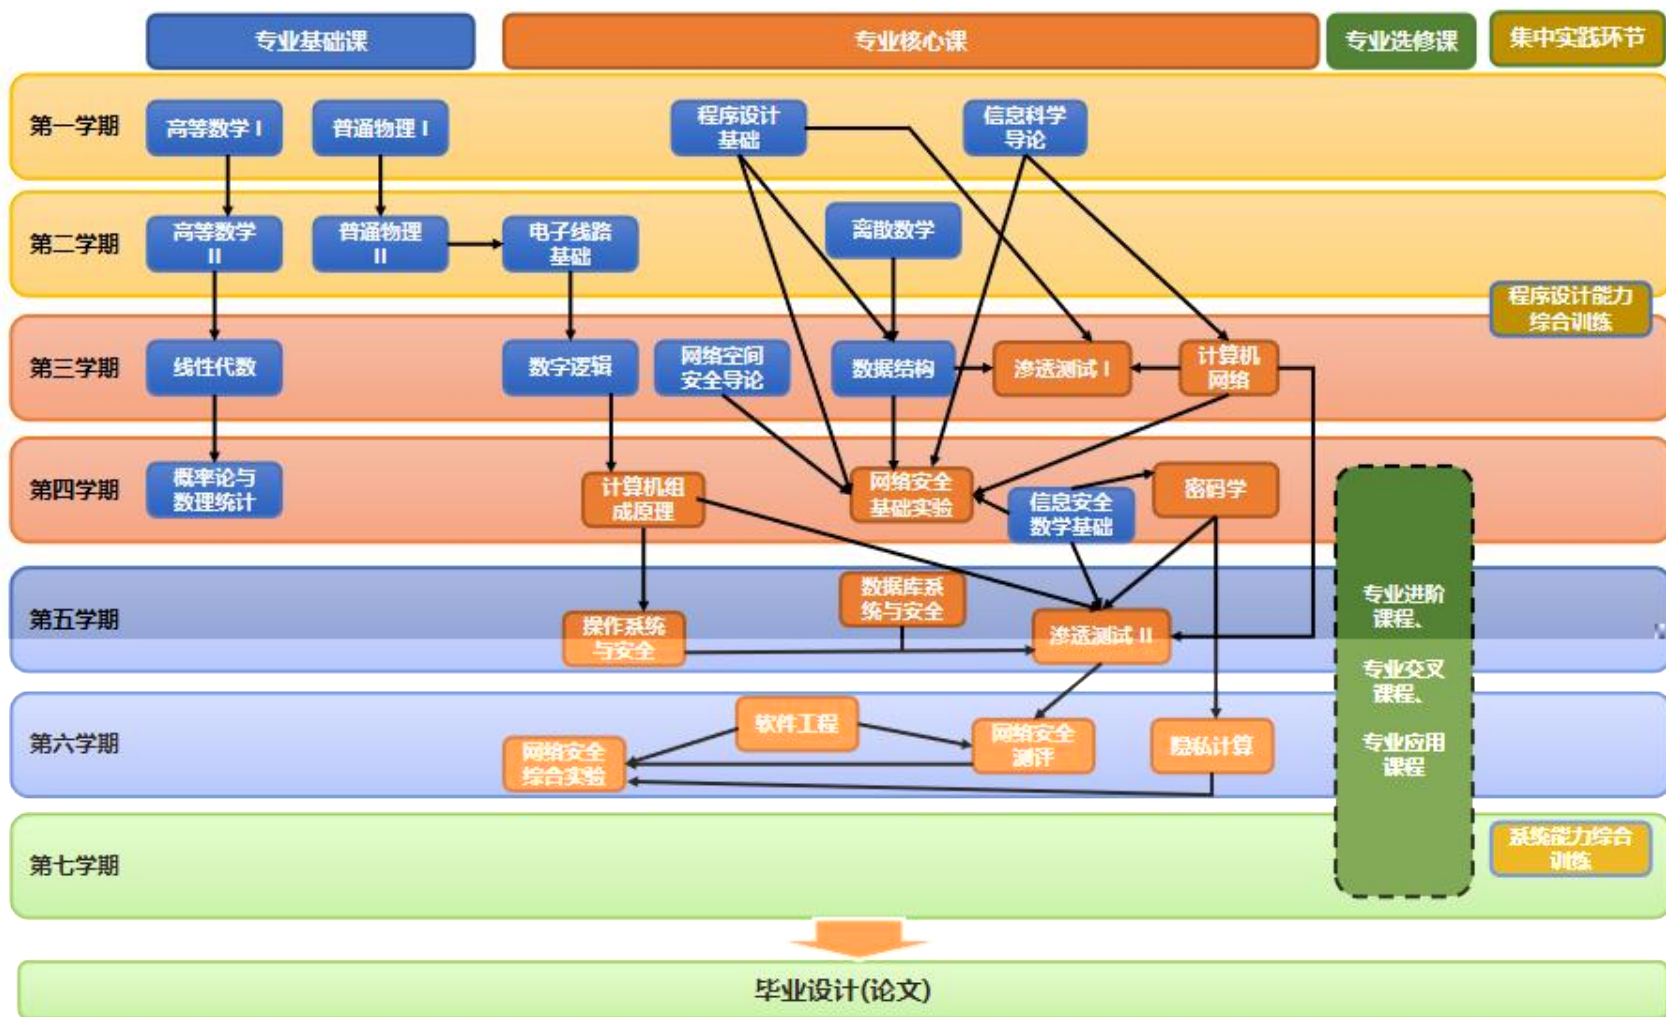 专业基础课
专业核心课
专业选修课
集中实践环节
第一学期
高等数学 I
普通物理 I
程序设计
基础
信息科学
导论
第二学期
高等数学
II
普通物理
II
电子线路
基础
离散数学
程序设计能力
综合训练
第三学期
线性代数
数字逻辑
网络空间
安全导论
数据结构
渗透测试 I
计算机
网络
第四学期
概率论与
数理统计
计算机组
成原理
网络安全
基础实验
信息安全
数学基础
密码学
第五学期
操作系统
与安全
数据库系
统与安全
渗透测试 II
专业进阶
课程、
专业交叉
课程、
专业应用
课程
第六学期
网络安全
综合实验
软件工程
网络安全
测评
隐私计算
第七学期
系统能力综合
训练
毕业设计(论文)